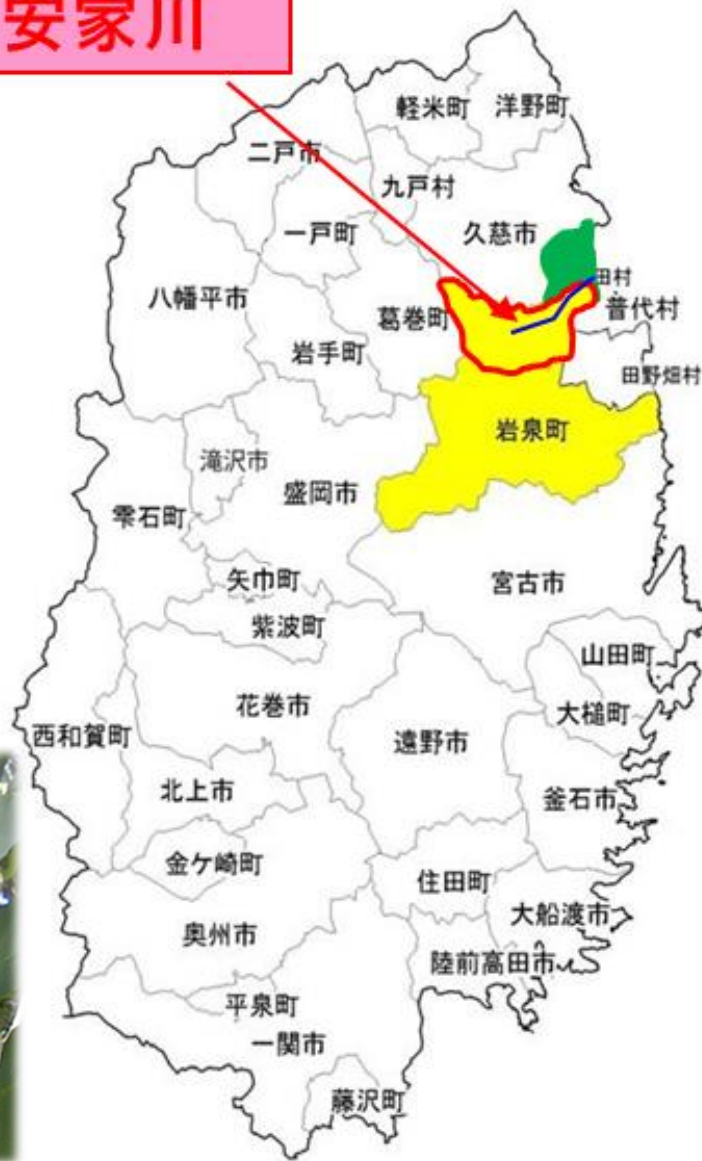 安家川
軽米町
洋野町
二戸市
九戸村
一戸町
久慈市
八幡平市
田村
葛巻町
普代村
岩手町
田野畑村
岩泉町
滝沢市
盛岡市
雫石町
矢巾町
宮古市
紫波町
山田町
花巻市
大槌町
西和賀町
遠野市
北上市
釜石市
金ケ崎町
住田町
大船渡市
奥州市
陸前高田市
平泉町
一関市
藤沢町